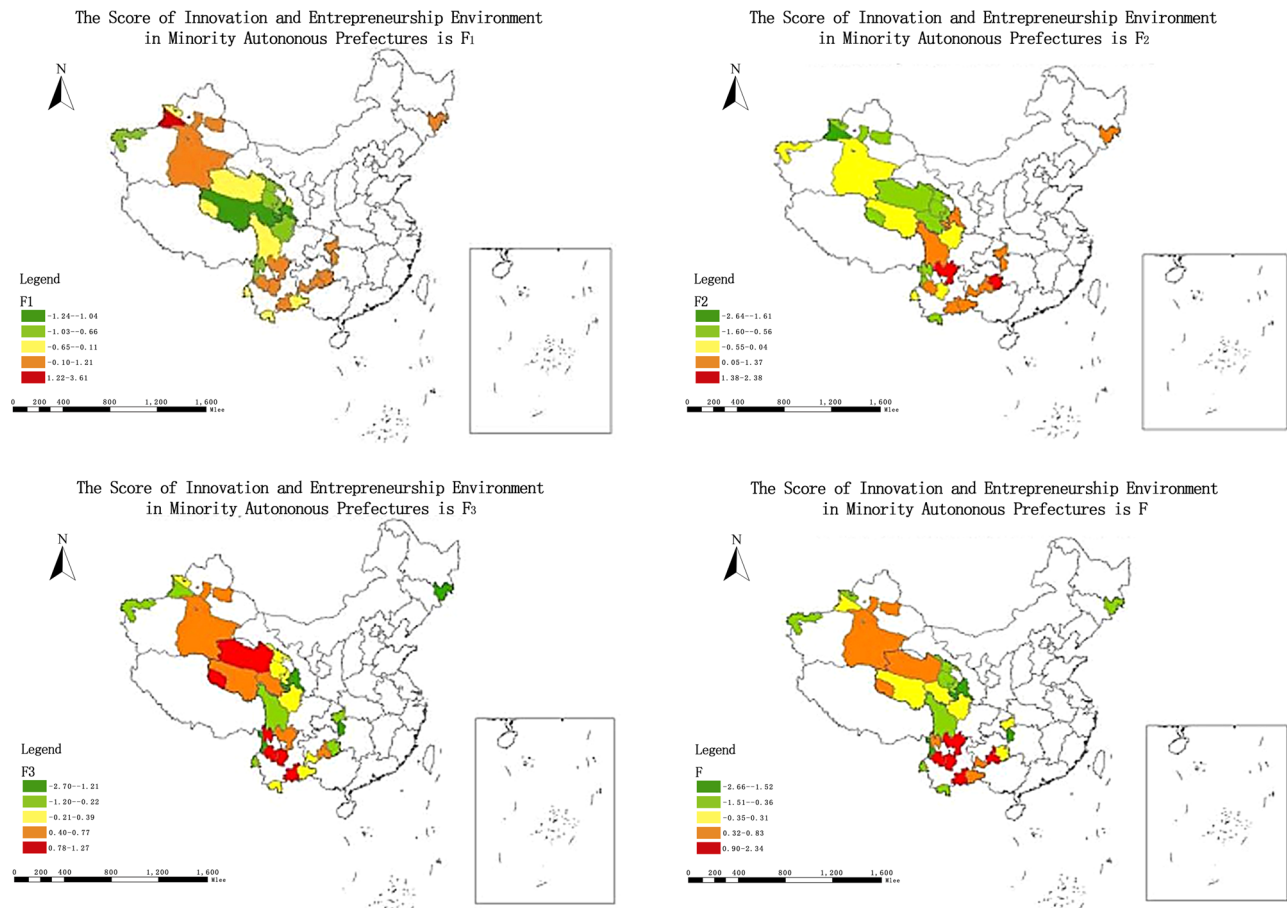 The Score of Innovation and Entrepreneurship Environment
in Minority Autononous Prefectures is F1
N
Legend
F1
-1.24--1.04
-1.03--0.66
-0.65--0.11
-0.10-1.21
1.22-3.61
0 200 400 800 1,200 1,600
Mlee
The Score of Innovation and Entrepreneurship Environment
in Minority Autononous Prefectures is F2
N
Legend
F2
-2.64--1.61
-1.60--0.56
-0.55-0.04
0.05-1.37
1.38-2.38
0 200 400 800 1,200 1,600
Mlee
The Score of Innovation and Entrepreneurship Environment
in Minority Autononous Prefectures is F3
N
Legend
F3
-2.70--1.21
-1.20--0.22
-0.21-0.39
0.40-0.77
0.78-1.27
0 200 400 800 1,200 1,600
Mlee
The Score of Innovation and Entrepreneurship Environment
in Minority Autononous Prefectures is F
N
Legend
F
-2.66--1.52
-1.51--0.36
-0.35-0.31
0.32-0.83
0.90-2.34
0 200 400 800 1,200 1,600
Mlee